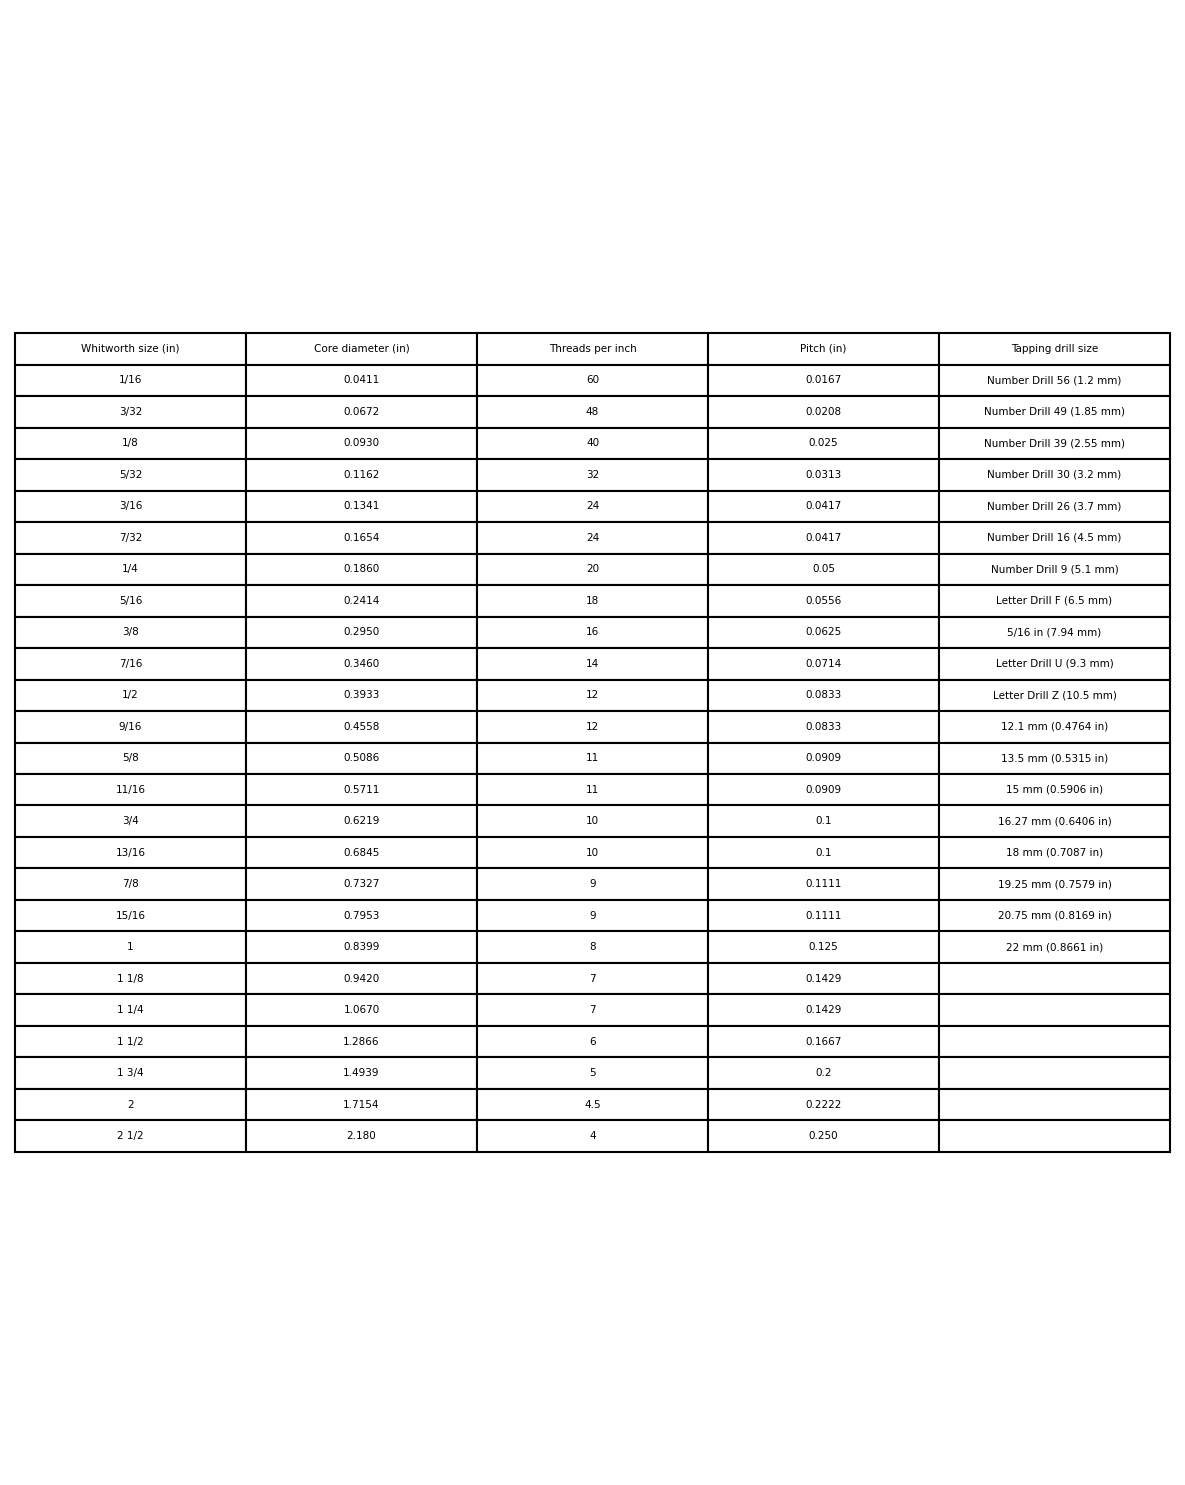 Whitworth size (in) Core diameter (in) Threads per inch Pitch (in) Tapping drill size
1/16 0.0411 60 0.0167 Number Drill 56 (1.2 mm)
3/32 0.0672 48 0.0208 Number Drill 49 (1.85 mm)
1/8 0.0930 40 0.025 Number Drill 39 (2.55 mm)
5/32 0.1162 32 0.0313 Number Drill 30 (3.2 mm)
3/16 0.1341 24 0.0417 Number Drill 26 (3.7 mm)
7/32 0.1654 24 0.0417 Number Drill 16 (4.5 mm)
1/4 0.1860 20 0.05 Number Drill 9 (5.1 mm)
5/16 0.2414 18 0.0556 Letter Drill F (6.5 mm)
3/8 0.2950 16 0.0625 5/16 in (7.94 mm)
7/16 0.3460 14 0.0714 Letter Drill U (9.3 mm)
1/2 0.3933 12 0.0833 Letter Drill Z (10.5 mm)
9/16 0.4558 12 0.0833 12.1 mm (0.4764 in)
5/8 0.5086 11 0.0909 13.5 mm (0.5315 in)
11/16 0.5711 11 0.0909 15 mm (0.5906 in)
3/4 0.6219 10 0.1 16.27 mm (0.6406 in)
13/16 0.6845 10 0.1 18 mm (0.7087 in)
7/8 0.7327 9 0.1111 19.25 mm (0.7579 in)
15/16 0.7953 9 0.1111 20.75 mm (0.8169 in)
1 0.8399 8 0.125 22 mm (0.8661 in)
1 1/8 0.9420 7 0.1429
1 1/4 1.0670 7 0.1429
1 1/2 1.2866 6 0.1667
1 3/4 1.4939 5 0.2
2 1.7154 4.5 0.2222
2 1/2 2.180 4 0.250